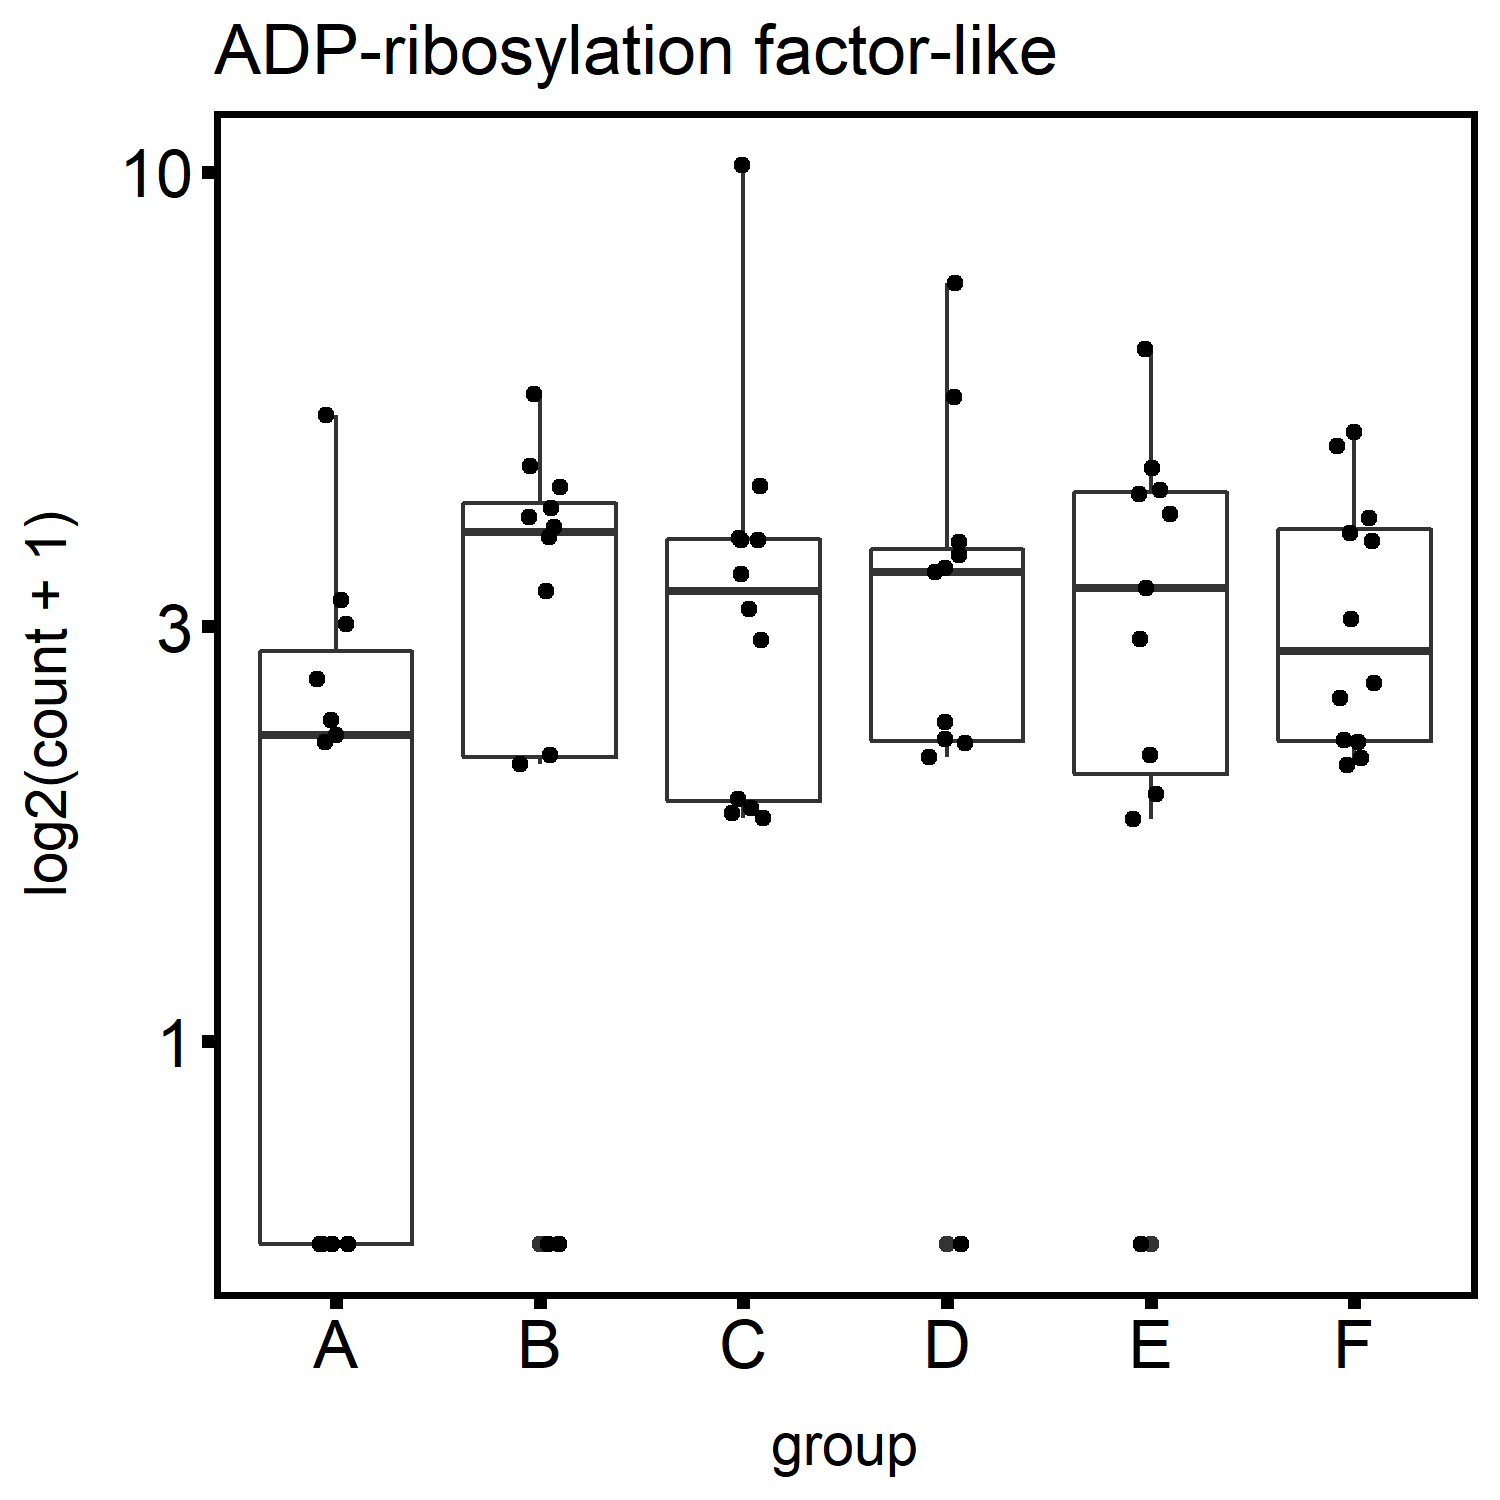 ADP-ribosylation factor-like
log2(count + 1)
10
3
1
A B C D E F
group